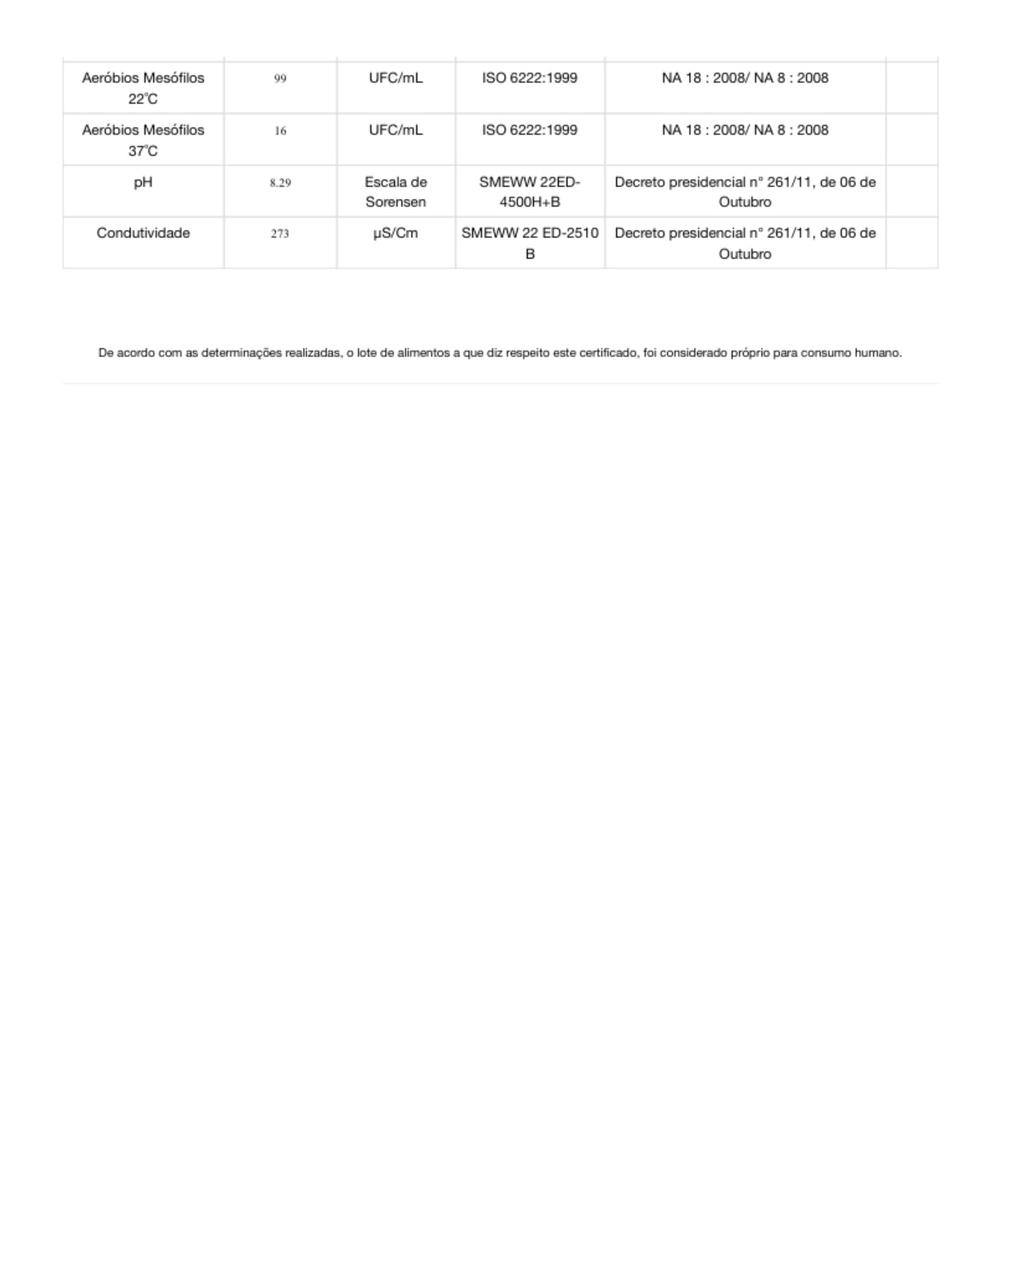 Aeróbios Mesófilos 99 UFC/mL ISO 6222:1999 NA 18 : 2008/ NA 8 : 2008
22°C
Aeróbios Mesófilos 16 UFC/mL ISO 6222:1999 NA 18 : 2008/ NA 8 : 2008
37°C
pH 8.29 Escala de SMEWW 22ED- Decreto presidencial n° 261/11, de 06 de
Sorensen 4500H+B Outubro
Condutividade 273 µS/Cm SMEWW 22 ED-2510 Decreto presidencial n° 261/11, de 06 de
B Outubro
De acordo com as determinações realizadas, o lote de alimentos a que diz respeito este certificado, foi considerado próprio para consumo humano.